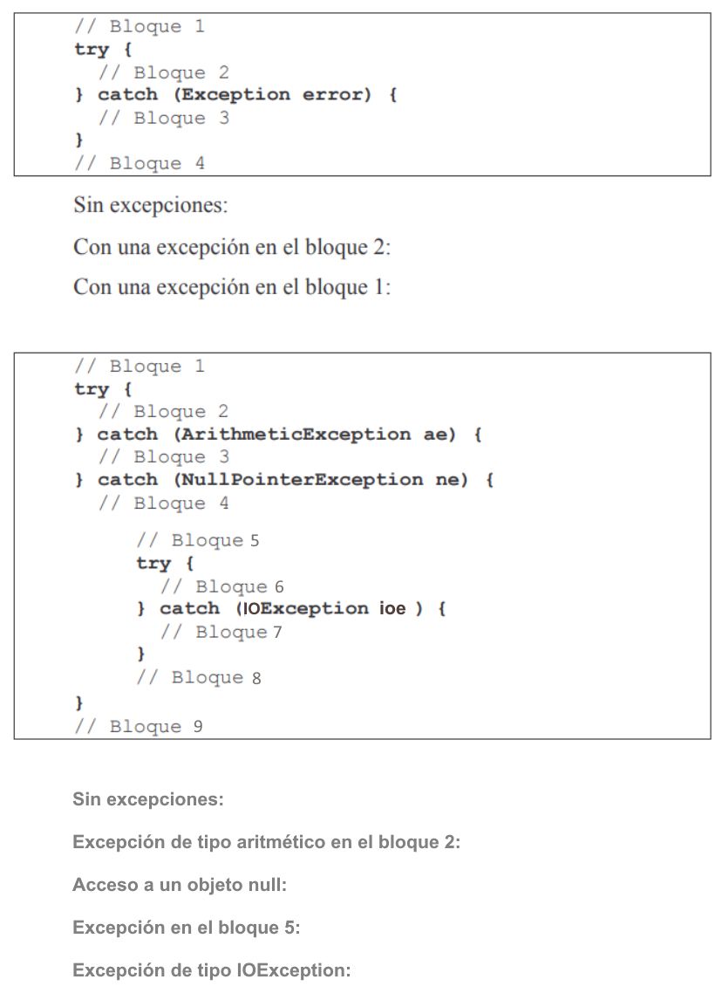 // Bloque 1
try {
// Bloque 2
} catch (Exception error) {
// Bloque 3
}
// Bloque 4
Sin excepciones:
Con una excepción en el bloque 2:
Con una excepción en el bloque 1:
// Bloque 1
try {
// Bloque 2
} catch (ArithmeticException ae) {
// Bloque 3
} catch (NullPointerException ne) {
// Bloque 4
// Bloque 5
try {
// Bloque 6
} catch (IOException ioe ) {
// Bloque 7
}
// Bloque 8
}
// Bloque 9
Sin excepciones:
Excepción de tipo aritmético en el bloque 2:
Acceso a un objeto null:
Excepción en el bloque 5:
Excepción de tipo IOException: